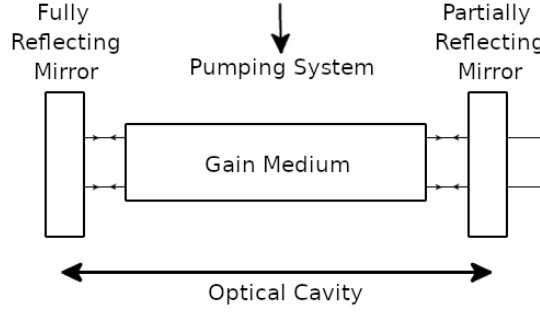 Fully
Reflecting
Mirror
Pumping System
Partially
Reflecting
Mirror
Gain Medium
Optical Cavity